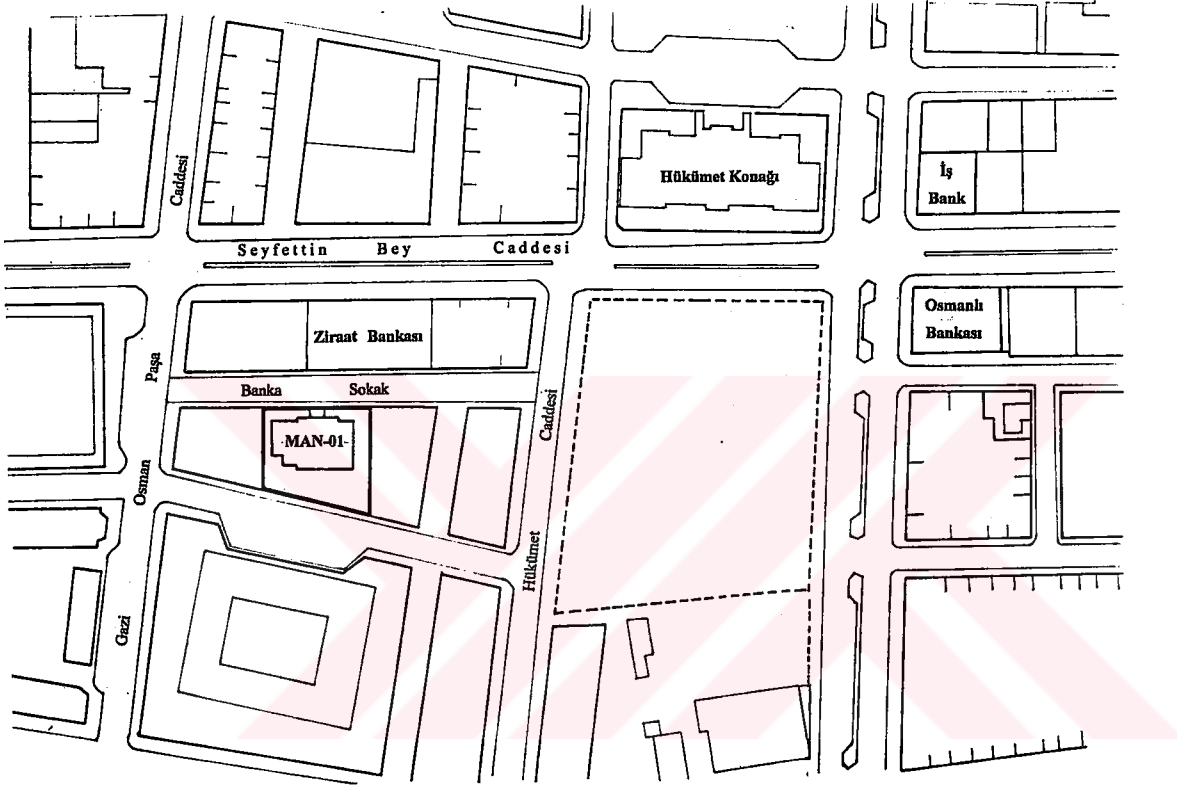 Caddesi
Hükümet Konağı
İş
Bank
Seyfettin Bey Caddesi
Osmanlı
Bankası
Ziraat Bankası
Paşa
Banka Sokak
Caddesi
MAN-01
Osman
Hükümet
Gazi